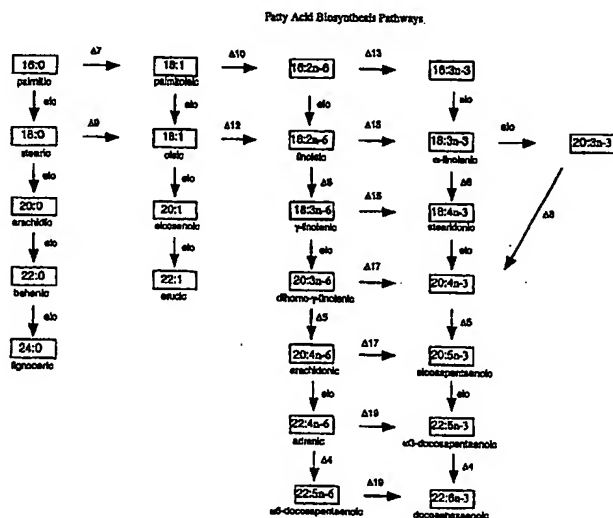 Fatty Acid Biosynthesis Pathways.
16:0 Δ7 16:1 Δ10 16:2n-6 Δ13 16:3n-3
palmitic palmitoleic
elo elo elo elo
18:0 Δ9 18:1 Δ12 18:2n-6 Δ15 18:3n-3 elo 20:3n-3
stearic oleic linoleic α-linolenic
elo elo Δ6 Δ6
20:0 20:1 18:3n-6 Δ15 18:4n-3 Δ8
arachidic eicosenoic γ-linolenic stearidonic
elo elo elo elo
22:0 22:1 20:3n-6 Δ17 20:4n-3
behenic erucic dihomo-γ-linolenic
elo Δ5 Δ5
24:0 20:4n-6 Δ17 20:5n-3
lignoceric arachidonic eicosapentaenoic
elo elo
22:4n-6 Δ19 22:5n-3
adrenic ω3-docosapentaenoic
Δ4 Δ4
22:5n-6 Δ19 22:6n-3
ω6-docosapentaenoic docosahexaenoic